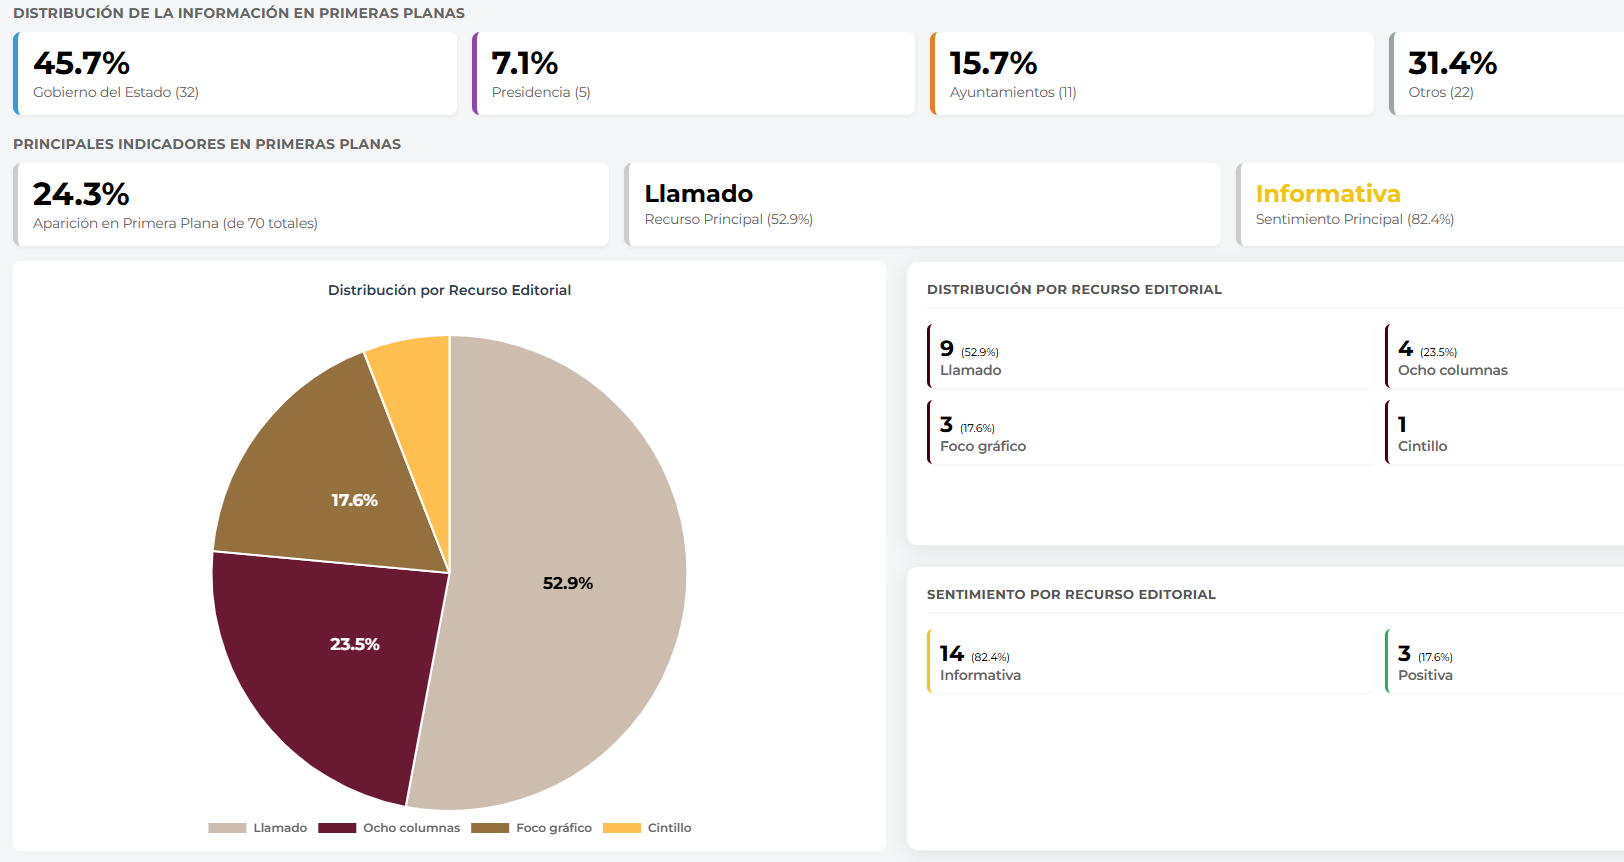 DISTRIBUCIÓN DE LA INFORMACIÓN EN PRIMERAS PLANAS
45.7%
Gobierno del Estado (32)
7.1%
Presidencia (5)
15.7%
Ayuntamientos (11)
31.4%
Otros (22)
PRINCIPALES INDICADORES EN PRIMERAS PLANAS
24.3%
Aparición en Primera Plana (de 70 totales)
Llamado
Recurso Principal (52.9%)
Informativa
Sentimiento Principal (82.4%)
Distribución por Recurso Editorial
17.6%
52.9%
23.5%
Llamado
Ocho columnas
Foco gráfico
Cintillo
DISTRIBUCIÓN POR RECURSO EDITORIAL
9 (52.9%)
Llamado
4 (23.5%)
Ocho columnas
3 (17.6%)
Foco gráfico
1
Cintillo
SENTIMIENTO POR RECURSO EDITORIAL
14 (82.4%)
Informativa
3 (17.6%)
Positiva